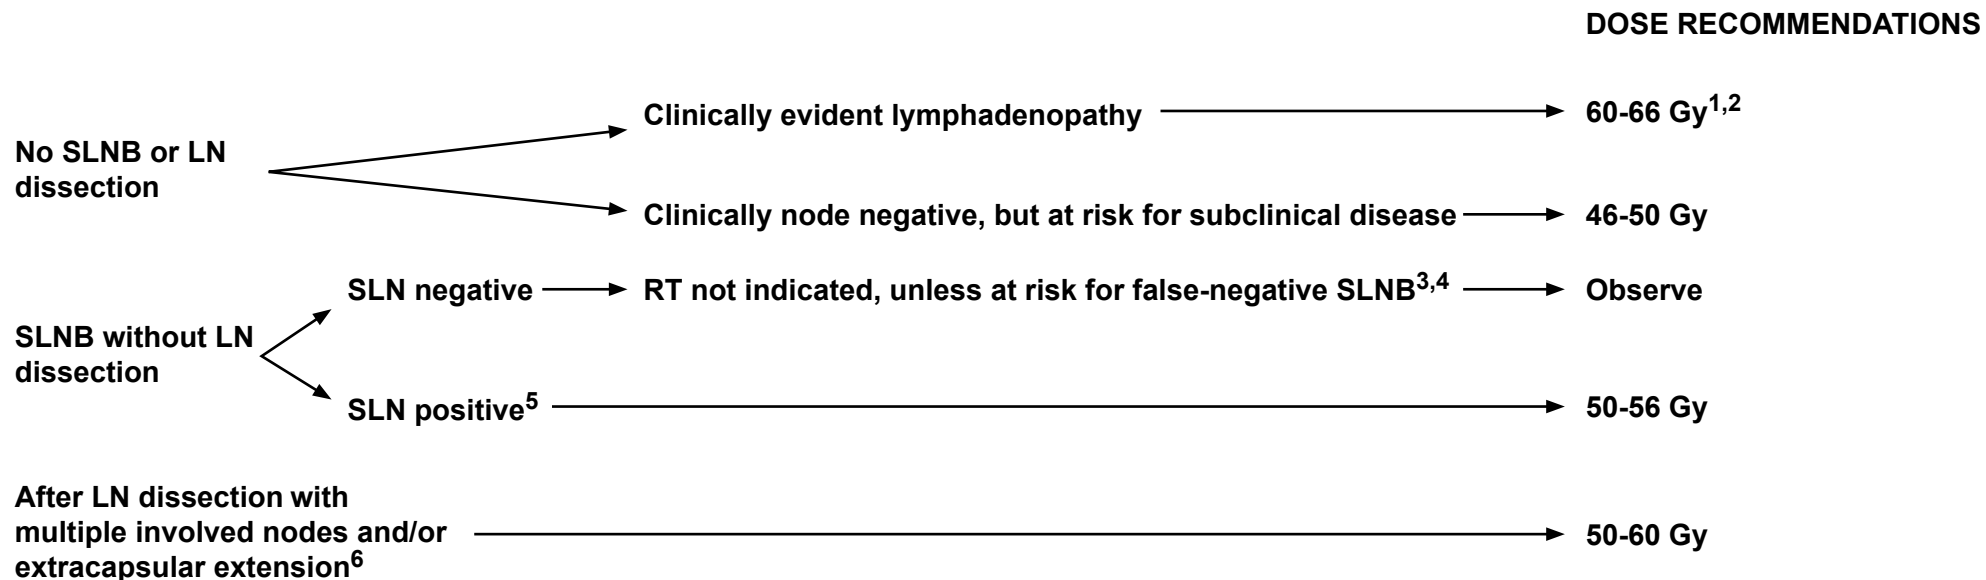 DOSE RECOMMENDATIONS
No SLNB or LN
dissection
Clinically evident lymphadenopathy
60-66 Gy1,2
Clinically node negative, but at risk for subclinical disease
46-50 Gy
SLNB without LN
dissection
SLN negative
RT not indicated, unless at risk for false-negative SLNB3,4
Observe
SLN positive5
50-56 Gy
After LN dissection with
multiple involved nodes and/or
extracapsular extension6
50-60 Gy